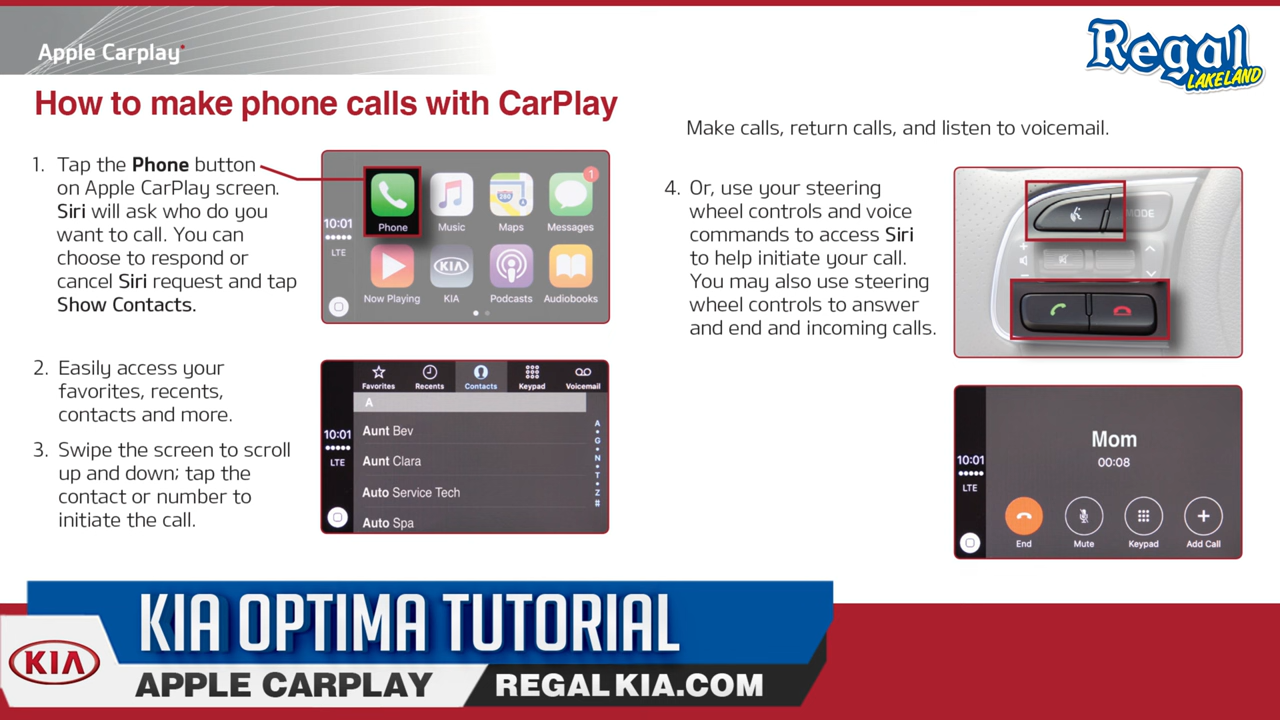 Apple Carplay*
Regal
LAKELAND
How to make phone calls with CarPlay
1. Tap the Phone button
on Apple CarPlay screen.
Siri will ask who do you
want to call. You can
choose to respond or
cancel Siri request and tap
Show Contacts.
10:01
LTE
Phone
Music
Maps
280
Messages
1
Now Playing
KIA
KIA
Podcasts
Audiobooks
2. Easily access your
favorites, recents,
contacts and more.
3. Swipe the screen to scroll
up and down; tap the
contact or number to
initiate the call.
Favorites
Recents
Contacts
Keypad
Voicemail
A
10:01
LTE
Aunt Bev
Aunt Clara
Auto Service Tech
Auto Spa
A
G
N
T
Z
#
Make calls, return calls, and listen to voicemail.
4. Or, use your steering
wheel controls and voice
commands to access Siri
to help initiate your call.
You may also use steering
wheel controls to answer
and end and incoming calls.
MODE
Mom
00:08
10:01
LTE
End
Mute
Keypad
Add Call
KIA OPTIMA TUTORIAL
KIA
APPLE CARPLAY
REGALKIA.COM